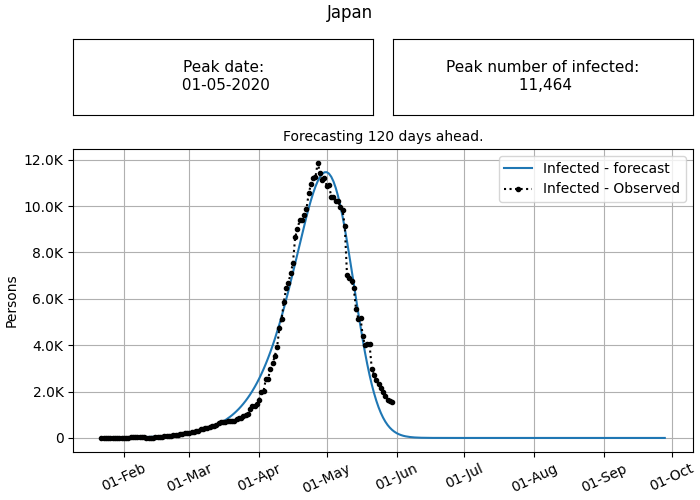 Japan
Peak date:
01-05-2020
Peak number of infected:
11,464
Forecasting 120 days ahead.
12.0K
10.0K
8.0K
6.0K
4.0K
2.0K
0
Persons
Infected - forecast
Infected - Observed
01-Feb
01-Mar
01-Apr
01-May
01-Jun
01-Jul
01-Aug
01-Sep
01-Oct